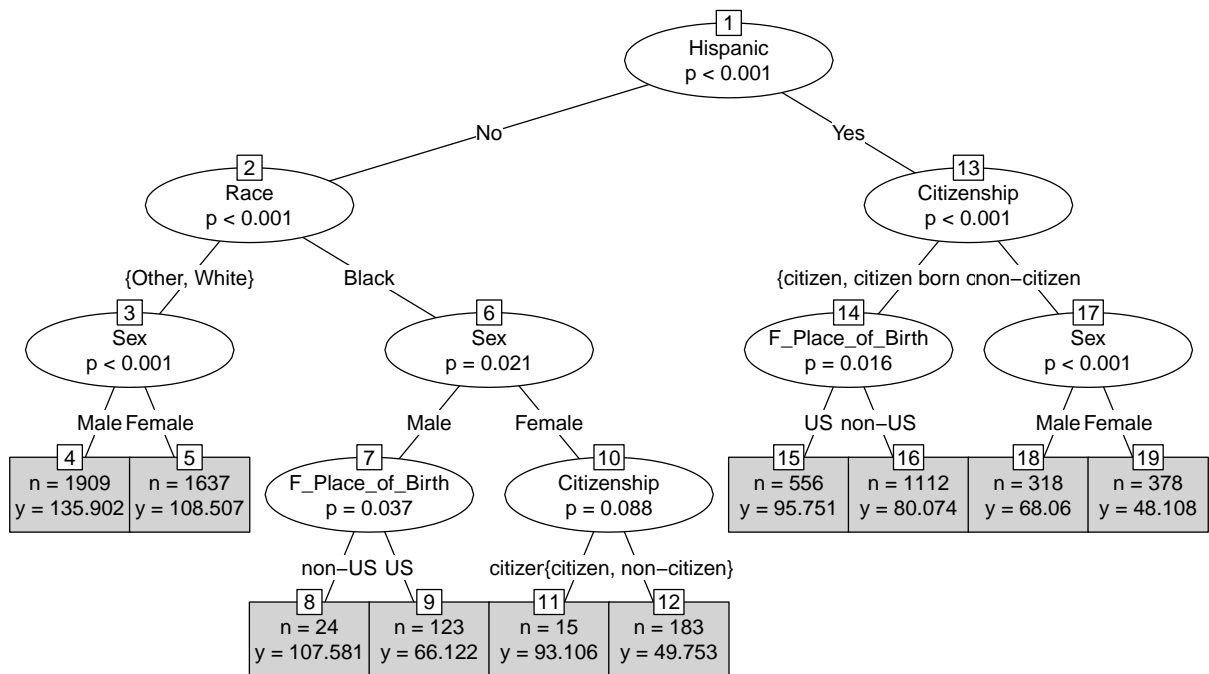 1
Hispanic
p < 0.001
No
Yes
2
Race
p < 0.001
13
Citizenship
p < 0.001
{Other, White}
Black
{citizen, citizen born cnon−citizen
3
Sex
p < 0.001
6
Sex
p = 0.021
14
F_Place_of_Birth
p = 0.016
17
Sex
p < 0.001
Male Female
Male
Female
US non−US
Male Female
4
n = 1909
y = 135.902
5
n = 1637
y = 108.507
7
F_Place_of_Birth
p = 0.037
10
Citizenship
p = 0.088
15
n = 556
y = 95.751
16
n = 1112
y = 80.074
18
n = 318
y = 68.06
19
n = 378
y = 48.108
non−US US
{citizen, non−citizen}
8
n = 24
y = 107.581
9
n = 123
y = 66.122
11
n = 15
y = 93.106
12
n = 183
y = 49.753